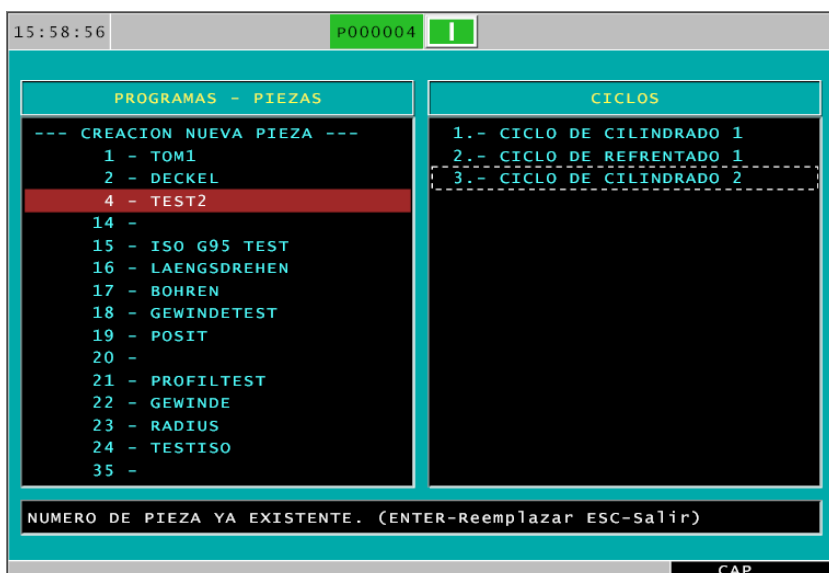 15:58:56
P000004
PROGRAMAS - PIEZAS
--- CREACION NUEVA PIEZA ---
1 - TOM1
2 - DECKEL
4 - TEST2
14 -
15 - ISO G95 TEST
16 - LAENGSDREHEN
17 - BOHREN
18 - GEWINDETEST
19 - POSIT
20 -
21 - PROFILTEST
22 - GEWINDE
23 - RADIUS
24 - TESTISO
35 -
CICLOS
1.- CICLO DE CILINDRADO 1
2.- CICLO DE REFRENTADO 1
3.- CICLO DE CILINDRADO 2
NUMERO DE PIEZA YA EXISTENTE. (ENTER-Reemplazar ESC-Salir)
CAP